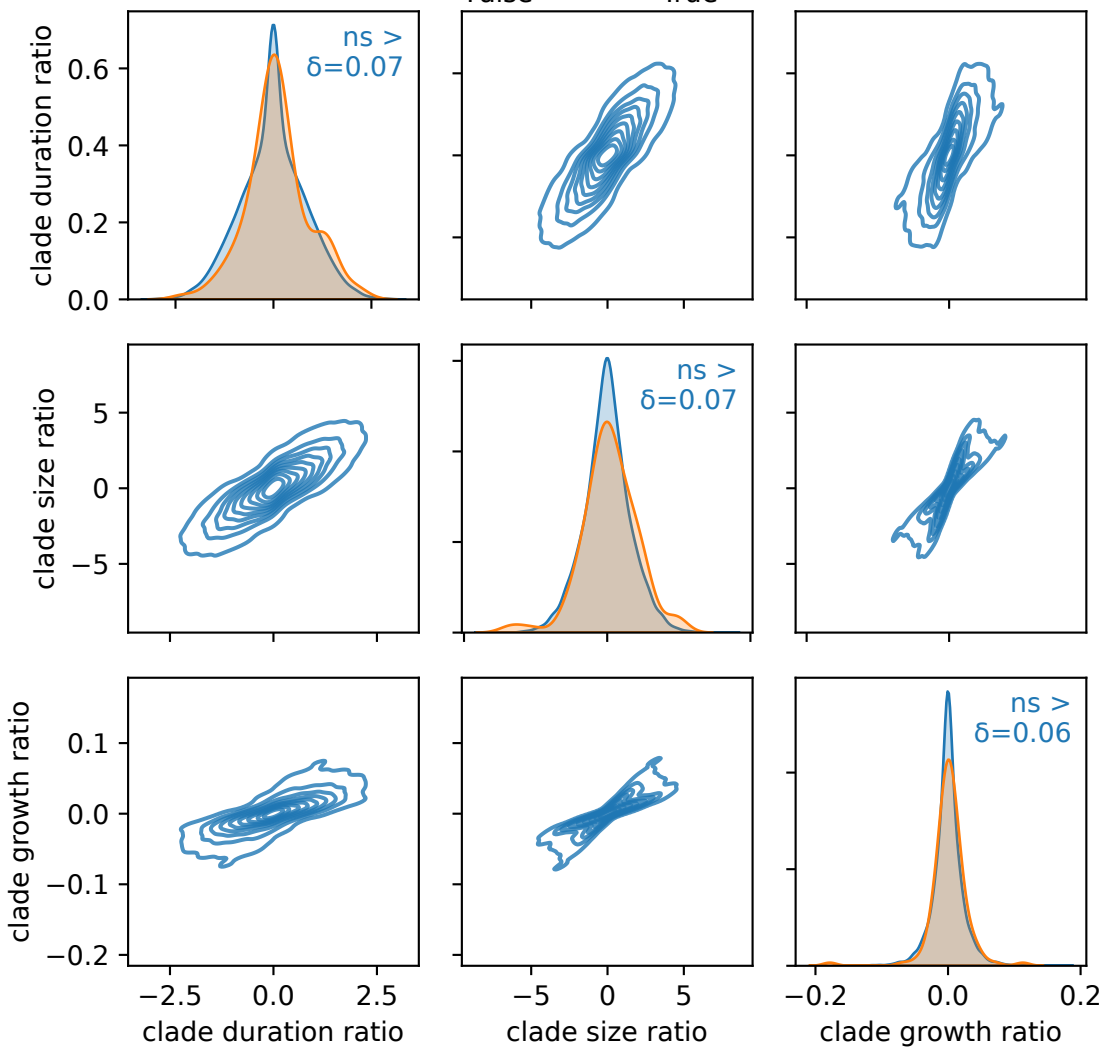 False True
clade duration ratio
0.6
0.4
0.2
0.0
ns >
δ=0.07
clade size ratio
5
0
−5
ns >
δ=0.07
clade growth ratio
0.1
0.0
−0.1
−0.2
ns >
δ=0.06
−2.5 0.0 2.5
−5 0 5
−0.2 0.0 0.2
clade duration ratio
clade size ratio
clade growth ratio